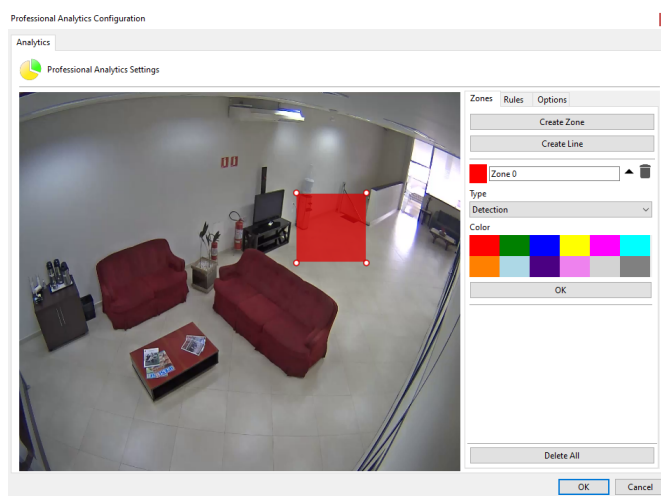 Professional Analytics Configuration
Analytics
Professional Analytics Settings
Zones Rules Options
Create Zone
Create Line
Zone 0
Type
Detection
Color
OK
Delete All
OK Cancel